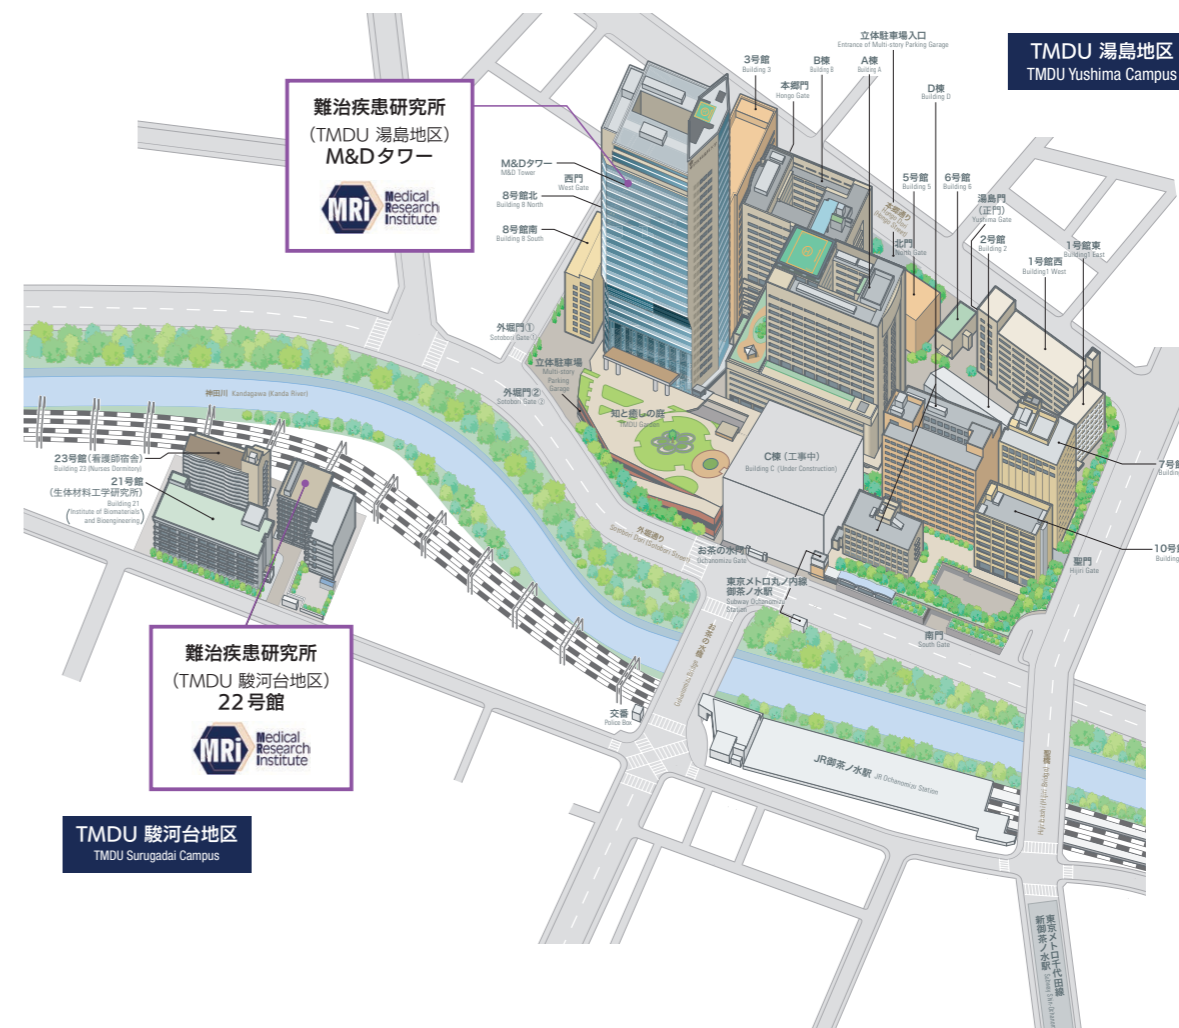 立体駐車場入口
Entrance of Multi-story Parking Garage
TMDU 湯島地区
TMDU Yushima Campus
3号館
Building 3
B棟
Building B
A棟
Building A
本郷門
Hongo Gate
D棟
Building D
難治疾患研究所
(TMDU 湯島地区)
M&Dタワー
MRi Medical
Research
Institute
M&Dタワー
M&D Tower
西門
West Gate
8号館北
Building 8 North
8号館南
Building 8 South
5号館
Building 5
6号館
Building 6
湯島門
(正門)
Yushima Gate
本郷通り
北門
North Gate
2号館
Building 2
1号館東
Building1 East
1号館西
Building1 West
外堀門①
Sotobori Gate ①
立体駐車場
Multi-story
Parking
Garage
外堀門②
Sotobori Gate ②
神田川 Kandagawa (Kanda River)
知と癒しの庭
TMDU Garden
C棟(工事中)
Building C (Under Construction)
23号館(看護師宿舎)
Building 23 (Nurses Dormitory)
21号館
(生体材料工学研究所)
Building 21
(Institute of Biomaterials
and Bioengineering)
7号館
Building
10号館
Building
外堀通り
Sotobori Dori (Sotobori Street)
お茶の水門
Ochanomizu Gate
聖門
Hijiri Gate
東京メトロ丸ノ内線
御茶ノ水駅
Subway Ochanomizu
Station
南門
South Gate
お茶の水橋
Ochanomizu Bridge
難治疾患研究所
(TMDU 駿河台地区)
22号館
MRi Medical
Research
Institute
交番
Police Box
JR御茶ノ水駅 JR Ochanomizu Station
聖橋 Hijiribashi (Hijiri Bridge)
TMDU 駿河台地区
TMDU Surugadai Campus
東京メトロ千代田線
新御茶ノ水駅